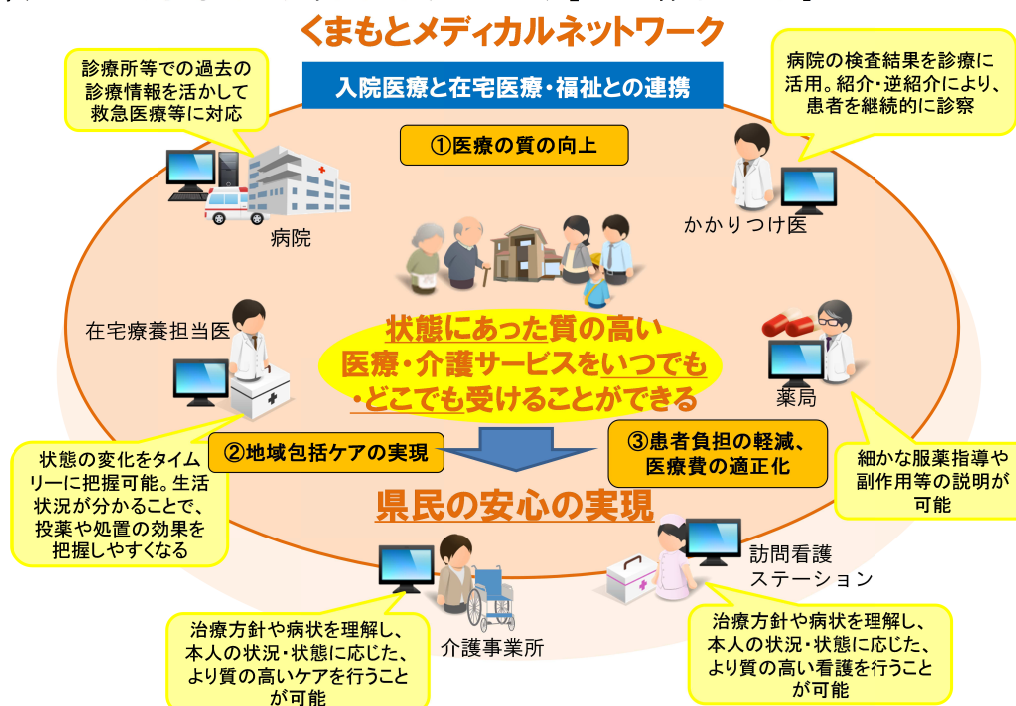 くまもとメディカルネットワーク
入院医療と在宅医療・福祉との連携
診療所等での過去の
診療情報を活かして
救急医療等に対応
病院の検査結果を診療に
活用。紹介・逆紹介により、
患者を継続的に診察
①医療の質の向上
病院
かかりつけ医
在宅療養担当医
状態にあった質の高い
医療・介護サービスをいつでも
・どこでも受けることができる
薬局
②地域包括ケアの実現
③患者負担の軽減、
医療費の適正化
状態の変化をタイム
リーに把握可能。生活
状況が分かることで、
投薬や処置の効果を
把握しやすくなる
細かな服薬指導や
副作用等の説明が
可能
県民の安心の実現
訪問看護
ステーション
介護事業所
治療方針や病状を理解し、
本人の状況・状態に応じた、
より質の高いケアを行うこと
が可能
治療方針や病状を理解し、
本人の状況・状態に応じた、
より質の高い看護を行うこと
が可能